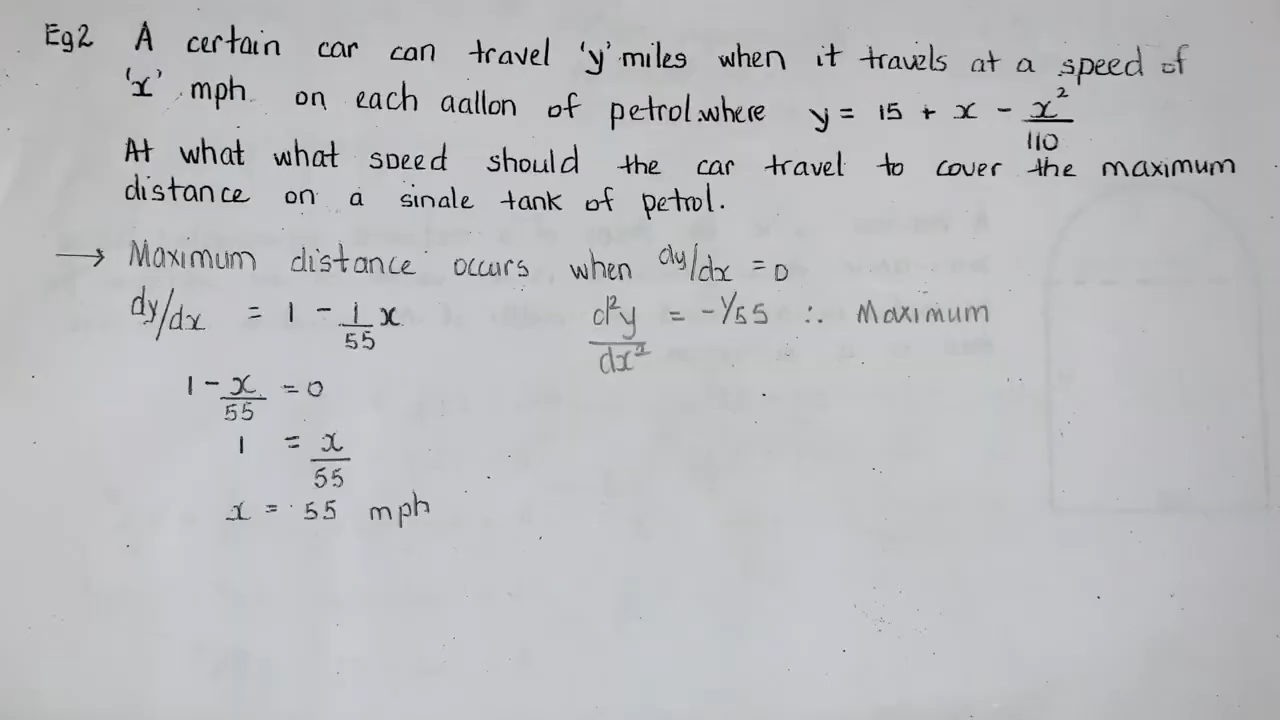 Eg2 A certain car can travel 'y' miles when it travels at a speed of
'x' mph on each aallon of petrol.where y = 15 + x - x²/110
At what what speed should the car travel to cover the maximum
distance on a sinale tank of petrol.
→ Maximum distance occurs when dy/dx = 0
dy/dx = 1 - 1/55 x d²y/dx² = -1/55 ∴ Maximum
1 - x/55 = 0
1 = x/55
x = 55 mph